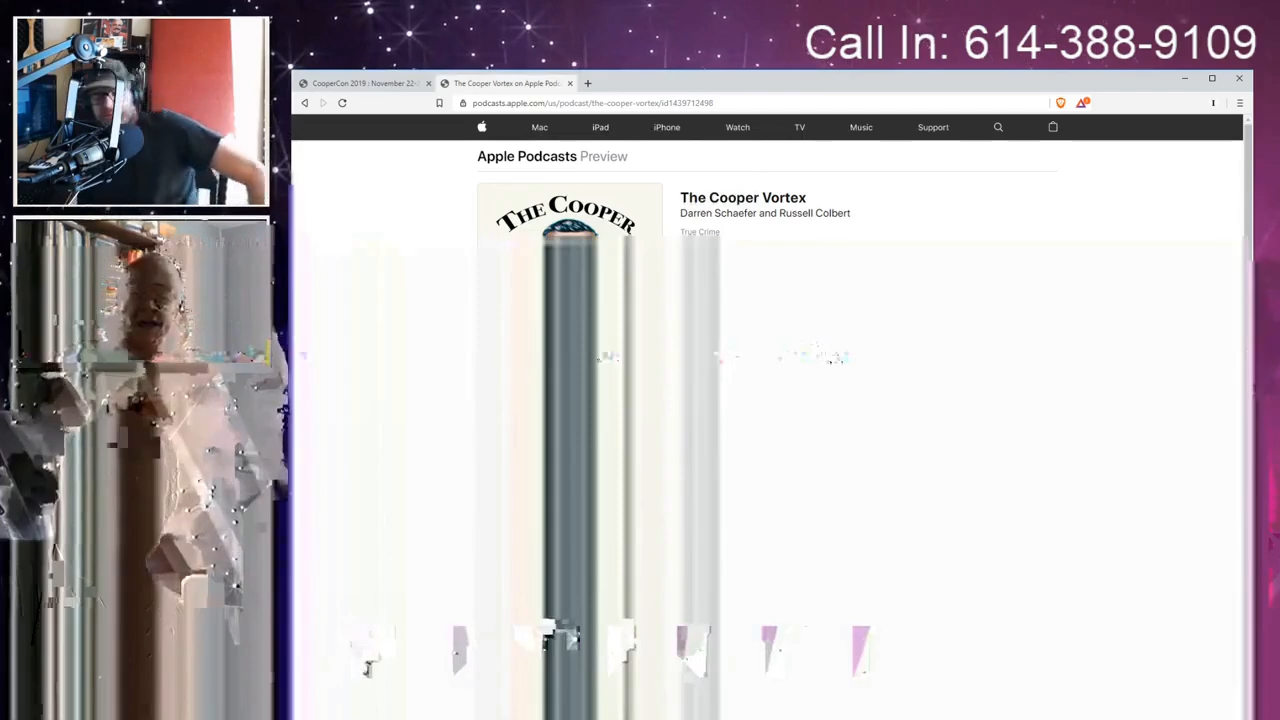 Call In: 614-388-9109
CooperCon 2019 : November 22-
The Cooper Vortex on Apple Pod
podcasts.apple.com/us/podcast/the-cooper-vortex/id1439712498
Mac iPad iPhone Watch TV Music Support
Apple Podcasts Preview
THE COOPER
The Cooper Vortex
Darren Schaefer and Russell Colbert
True Crime